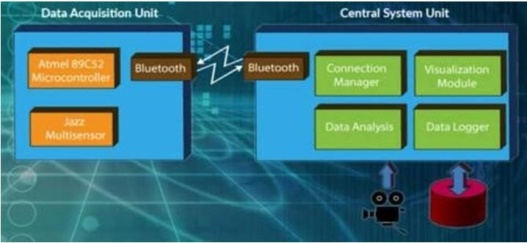 Data Acquisition Unit
Central System Unit
Atmel 89C52
Microcontroller
Bluetooth
Jazz
Multisensor
Bluetooth
Connection
Manager
Visualization
Module
Data Analysis
Data Logger